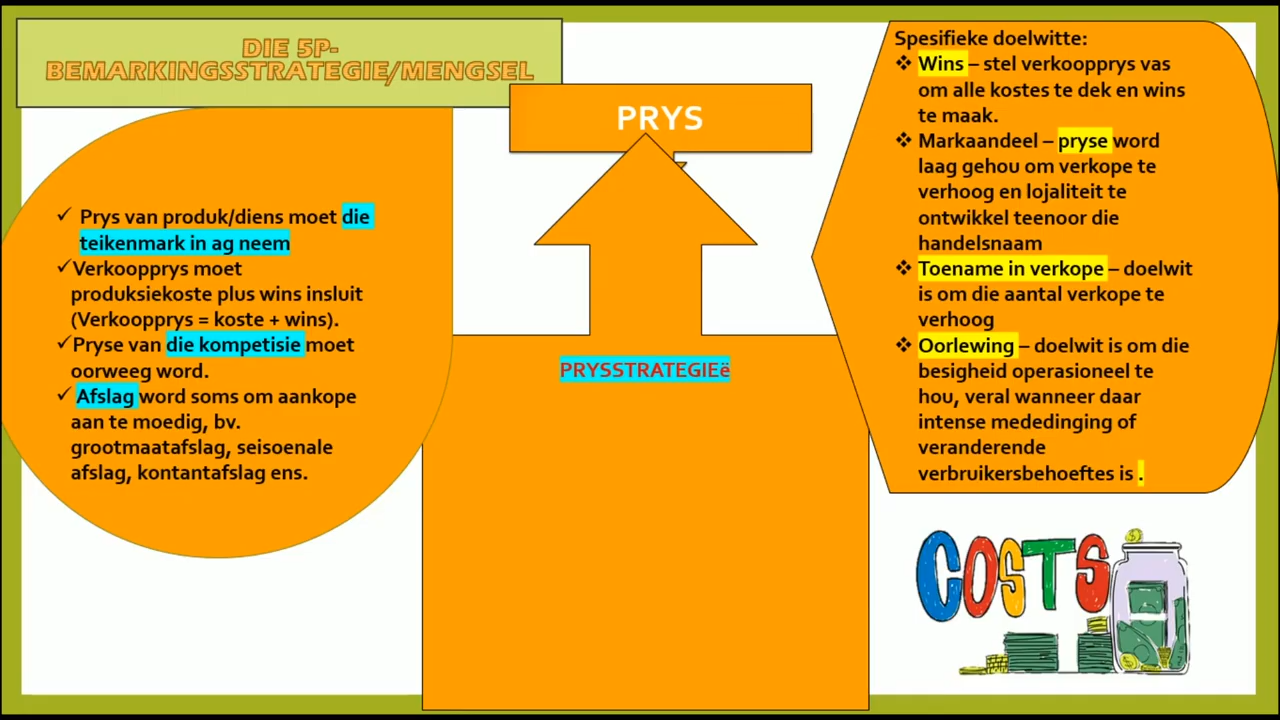 DIE 5P-
BEMARKINGSSTRATEGIE/MENGSEL
PRYS
✓ Prys van produk/diens moet die
teikenmark in ag neem
✓Verkoopprys moet
produksiekoste plus wins insluit
(Verkoopprys = koste + wins).
✓Pryse van die kompetisie moet
oorweeg word.
✓ Afslag word soms om aankope
aan te moedig, bv.
grootmaatafslag, seisoenale
afslag, kontantafslag ens.
PRYSSTRATEGIEë
Spesifieke doelwitte:
❖ Wins – stel verkoopprys vas
om alle kostes te dek en wins
te maak.
❖ Markaandeel – pryse word
laag gehou om verkope te
verhoog en lojaliteit te
ontwikkel teenoor die
handelsnaam
❖ Toename in verkope – doelwit
is om die aantal verkope te
verhoog
❖ Oorlewing – doelwit is om die
besigheid operasioneel te
hou, veral wanneer daar
intense mededinging of
veranderende
verbruikersbehoeftes is .
COSTS